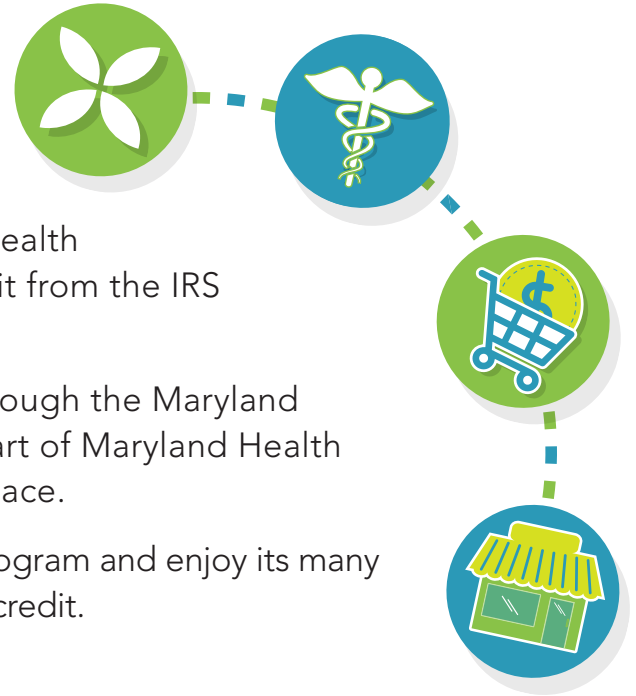 ealth
it from the IRS
ough the Maryland
art of Maryland Health
ace.
ogram and enjoy its many
credit.
$